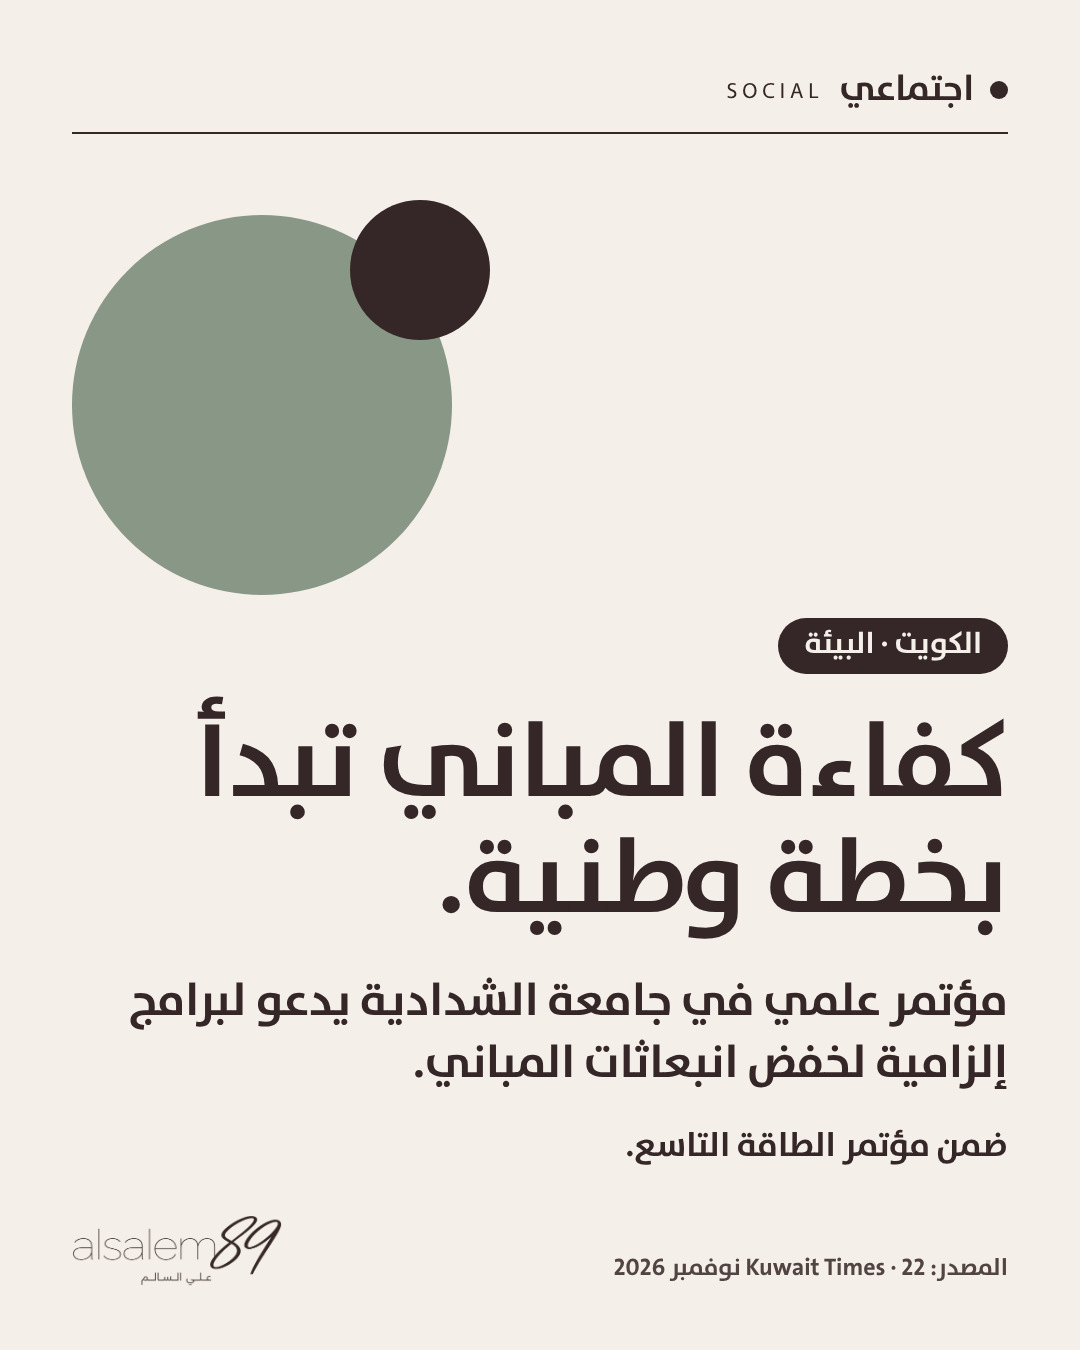 اجتماعي SOCIAL
الكويت · البيئة
كفاءة المباني تبدأ
بخطة وطنية.
مؤتمر علمي في جامعة الشدادية يدعو لبرامج
إلزامية لخفض انبعاثات المباني.
ضمن مؤتمر الطاقة التاسع.
المصدر: Kuwait Times · 22 نوفمبر 2026
alsalem89
علي السالم